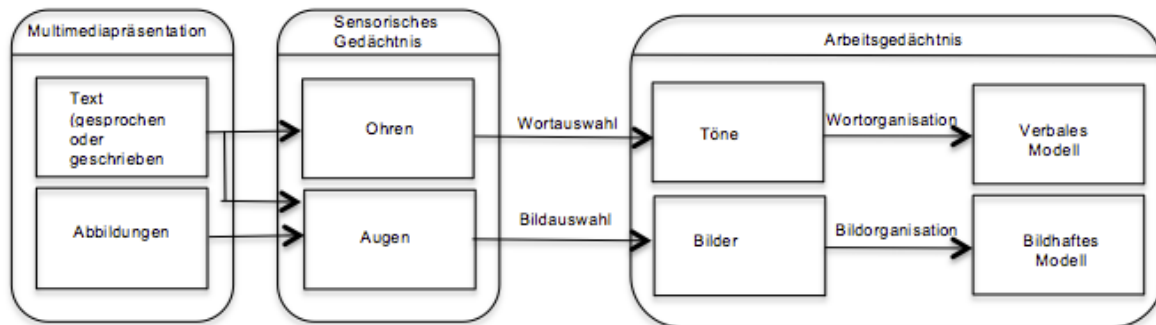 Multimediapräsentation
Sensorisches
Gedächtnis
Arbeitsgedächtnis
Text
(gesprochen
oder
geschrieben
Ohren
Wortauswahl
Töne
Wortorganisation
Verbales
Modell
Abbildungen
Augen
Bildauswahl
Bilder
Bildorganisation
Bildhaftes
Modell